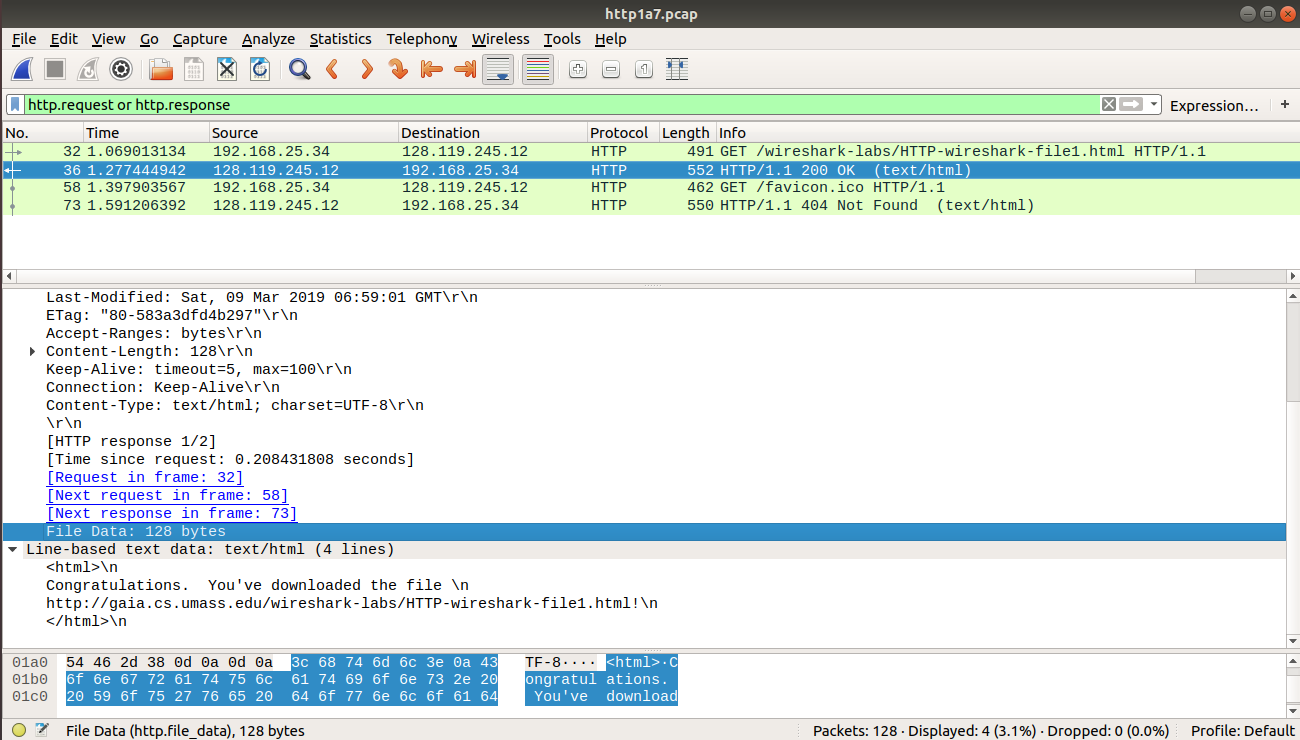 http1a7.pcap
File Edit View Go Capture Analyze Statistics Telephony Wireless Tools Help
http.request or http.response Expression… +
No. Time Source Destination Protocol Length Info
32 1.069013134 192.168.25.34 128.119.245.12 HTTP 491 GET /wireshark-labs/HTTP-wireshark-file1.html HTTP/1.1
36 1.277444942 128.119.245.12 192.168.25.34 HTTP 552 HTTP/1.1 200 OK  (text/html)
58 1.397903567 192.168.25.34 128.119.245.12 HTTP 462 GET /favicon.ico HTTP/1.1
73 1.591206392 128.119.245.12 192.168.25.34 HTTP 550 HTTP/1.1 404 Not Found  (text/html)
Last-Modified: Sat, 09 Mar 2019 06:59:01 GMT\r\n
ETag: "80-583a3dfd4b297"\r\n
Accept-Ranges: bytes\r\n
Content-Length: 128\r\n
Keep-Alive: timeout=5, max=100\r\n
Connection: Keep-Alive\r\n
Content-Type: text/html; charset=UTF-8\r\n
\r\n
[HTTP response 1/2]
[Time since request: 0.208431808 seconds]
[Request in frame: 32]
[Next request in frame: 58]
[Next response in frame: 73]
File Data: 128 bytes
Line-based text data: text/html (4 lines)
<html>\n
Congratulations.  You've downloaded the file \n
http://gaia.cs.umass.edu/wireshark-labs/HTTP-wireshark-file1.html!\n
</html>\n
01a0 54 46 2d 38 0d 0a 0d 0a 3c 68 74 6d 6c 3e 0a 43 TF-8···· <html>·C
01b0 6f 6e 67 72 61 74 75 6c 61 74 69 6f 6e 73 2e 20 ongratul ations.
01c0 20 59 6f 75 27 76 65 20 64 6f 77 6e 6c 6f 61 64 You've download
File Data (http.file_data), 128 bytes Packets: 128 · Displayed: 4 (3.1%) · Dropped: 0 (0.0%) Profile: Default